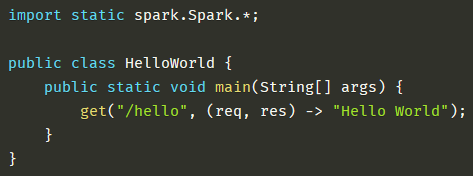 import static spark.Spark.*;

public class HelloWorld {
    public static void main(String[] args) {
        get("/hello", (req, res) -> "Hello World");
    }
}